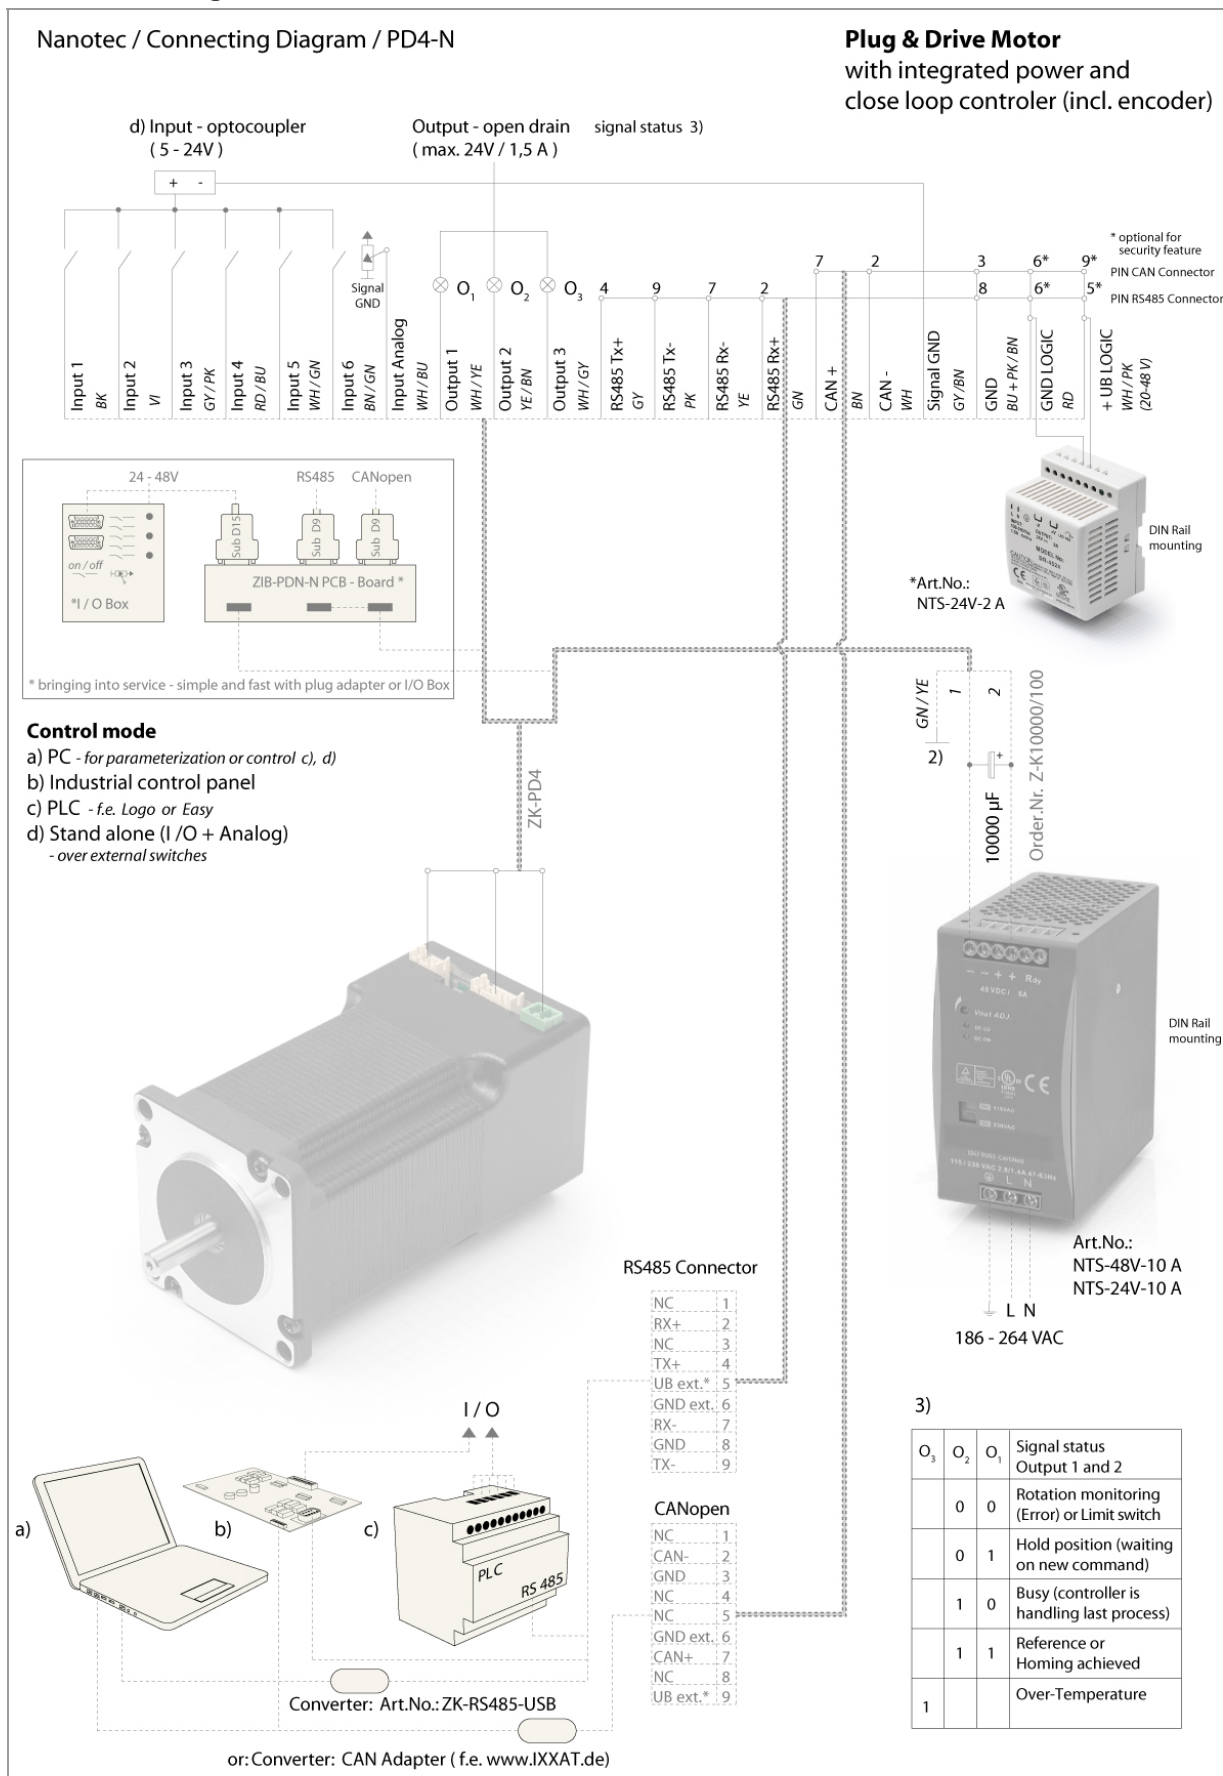 Nanotec / Connecting Diagram / PD4-N
Plug & Drive Motor
with integrated power and
close loop controler (incl. encoder)
d) Input - optocoupler
( 5 - 24V )
Output - open drain
signal status 3)
( max. 24V / 1,5 A )
+ -
* optional for
security feature
7 2 3 6* 9*
PIN CAN Connector
4 9 7 2 8 6* 5*
PIN RS485 Connector
Signal
GND
O1
O2
O3
Input 1
BK
Input 2
VI
Input 3
GY / PK
Input 4
RD / BU
Input 5
WH / GN
Input 6
BN / GN
Input Analog
WH / BU
Output 1
WH / YE
Output 2
YE / BN
Output 3
WH / GY
RS485 Tx+
GY
RS485 Tx-
PK
RS485 Rx-
YE
RS485 Rx+
GN
CAN +
BN
CAN -
WH
Signal GND
GY /BN
GND
BU + PK / BN
GND LOGIC
RD
+ UB LOGIC
WH / PK
(20-48 V)
24 - 48V
RS485
CANopen
Sub D15
Sub D9
Sub D9
on / off
*I / O Box
ZIB-PDN-N PCB - Board *
* bringing into service - simple and fast with plug adapter or I/O Box
DIN Rail
mounting
*Art.No.:
NTS-24V-2 A
GN / YE
1
2
2)
+
10000 µF
Order.Nr. Z-K10000/100
Control mode
a) PC - for parameterization or control c), d)
b) Industrial control panel
c) PLC - f.e. Logo or Easy
d) Stand alone (I /O + Analog)
- over external switches
ZK-PD4
- - + + Rdy
48 VDC / 5A
Vout ADJ.
115 / 230 VAC 2.8/1.4A 47-63Hz
L N
DIN Rail
mounting
Art.No.:
NTS-48V-10 A
NTS-24V-10 A
L N
186 - 264 VAC
RS485 Connector
NC 1
RX+ 2
NC 3
TX+ 4
UB ext.* 5
GND ext. 6
RX- 7
GND 8
TX- 9
CANopen
NC 1
CAN- 2
GND 3
NC 4
NC 5
GND ext. 6
CAN+ 7
NC 8
UB ext.* 9
I / O
a)
b)
c)
PLC
RS 485
Converter: Art.No.: ZK-RS485-USB
or: Converter: CAN Adapter ( f.e. www.IXXAT.de)
3)
O3 O2 O1 Signal status
Output 1 and 2
0 0 Rotation monitoring
(Error) or Limit switch
0 1 Hold position (waiting
on new command)
1 0 Busy (controller is
handling last process)
1 1 Reference or
Homing achieved
1 Over-Temperature